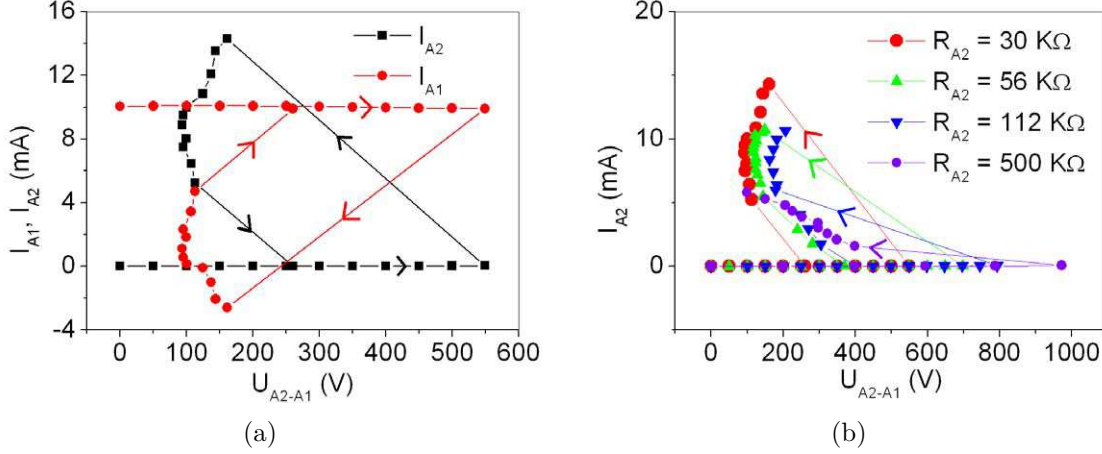 16
12
8
4
0
-4
I_A1, I_A2 (mA)
I_A2
I_A1
0 100 200 300 400 500 600
U_A2-A1 (V)
(a)
20
10
0
I_A2 (mA)
R_A2 = 30 KΩ
R_A2 = 56 KΩ
R_A2 = 112 KΩ
R_A2 = 500 KΩ
0 200 400 600 800 1000
U_A2-A1 (V)
(b)